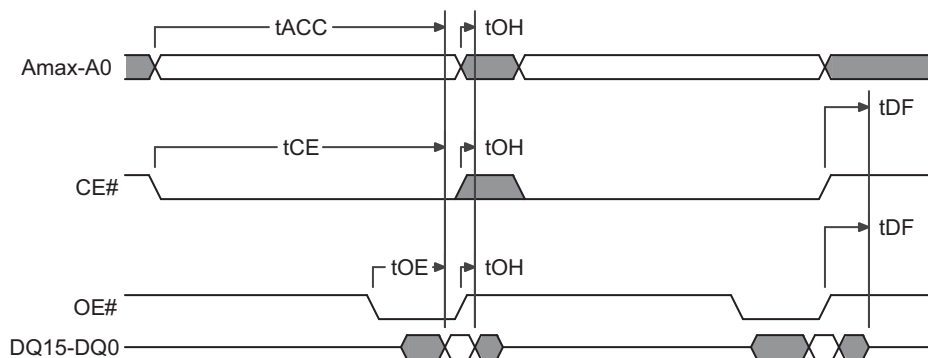 tACC tOH
Amax-A0
tDF
tCE tOH
CE#
tDF
tOE tOH
OE#
DQ15-DQ0